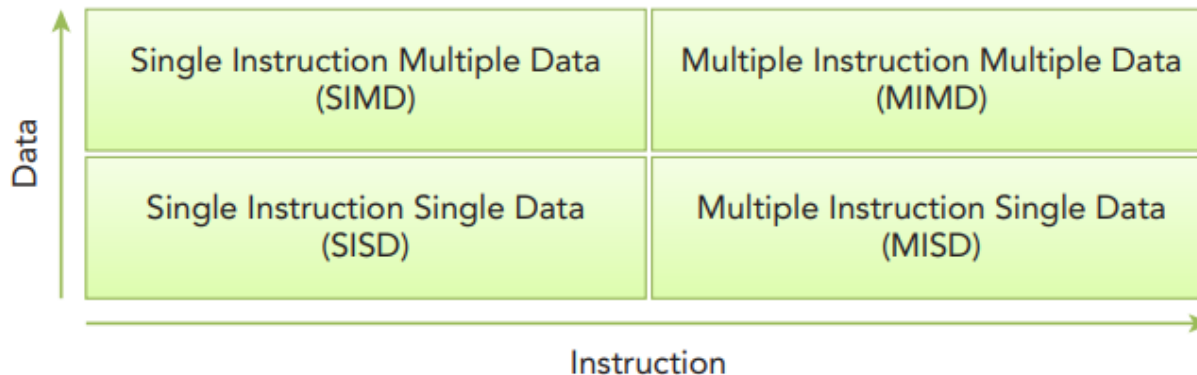 Data
Single Instruction Multiple Data
(SIMD)
Multiple Instruction Multiple Data
(MIMD)
Single Instruction Single Data
(SISD)
Multiple Instruction Single Data
(MISD)
Instruction